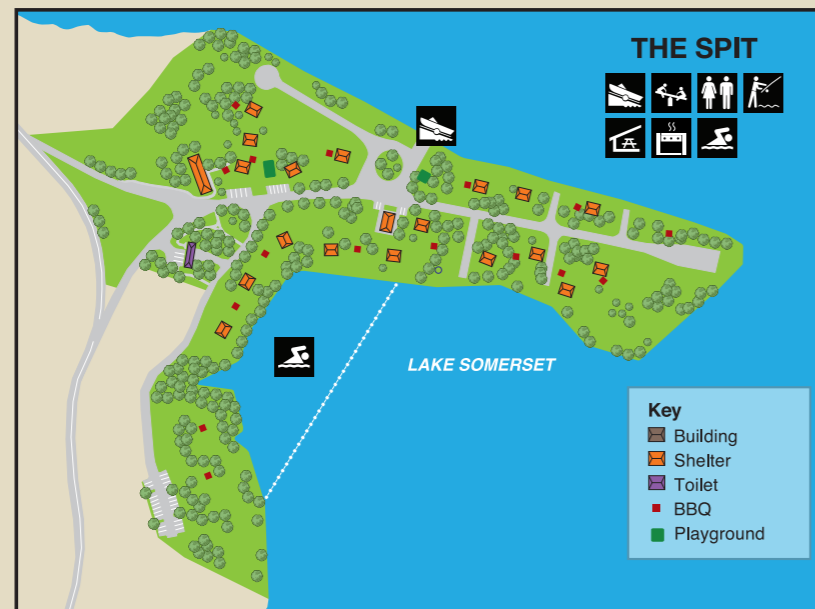 THE SPIT
LAKE SOMERSET
Key
Building
Shelter
Toilet
BBQ
Playground